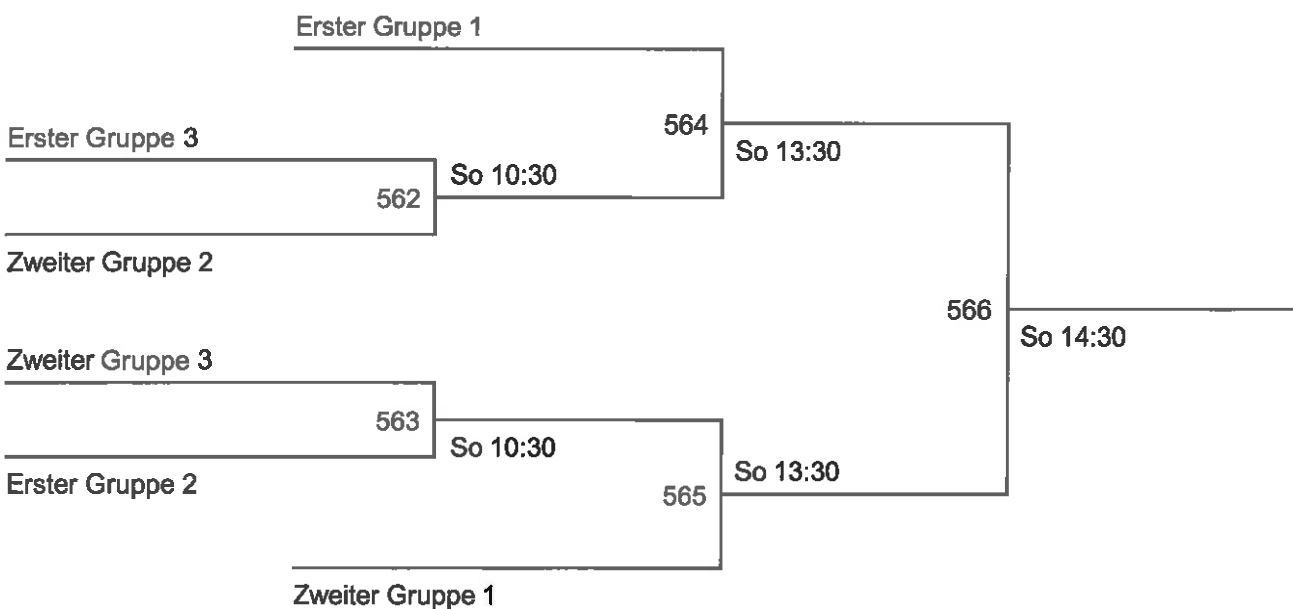 Erster Gruppe 1
564
So 13:30
Erster Gruppe 3
562
So 10:30
Zweiter Gruppe 2
566
So 14:30
Zweiter Gruppe 3
563
So 10:30
Erster Gruppe 2
565
So 13:30
Zweiter Gruppe 1